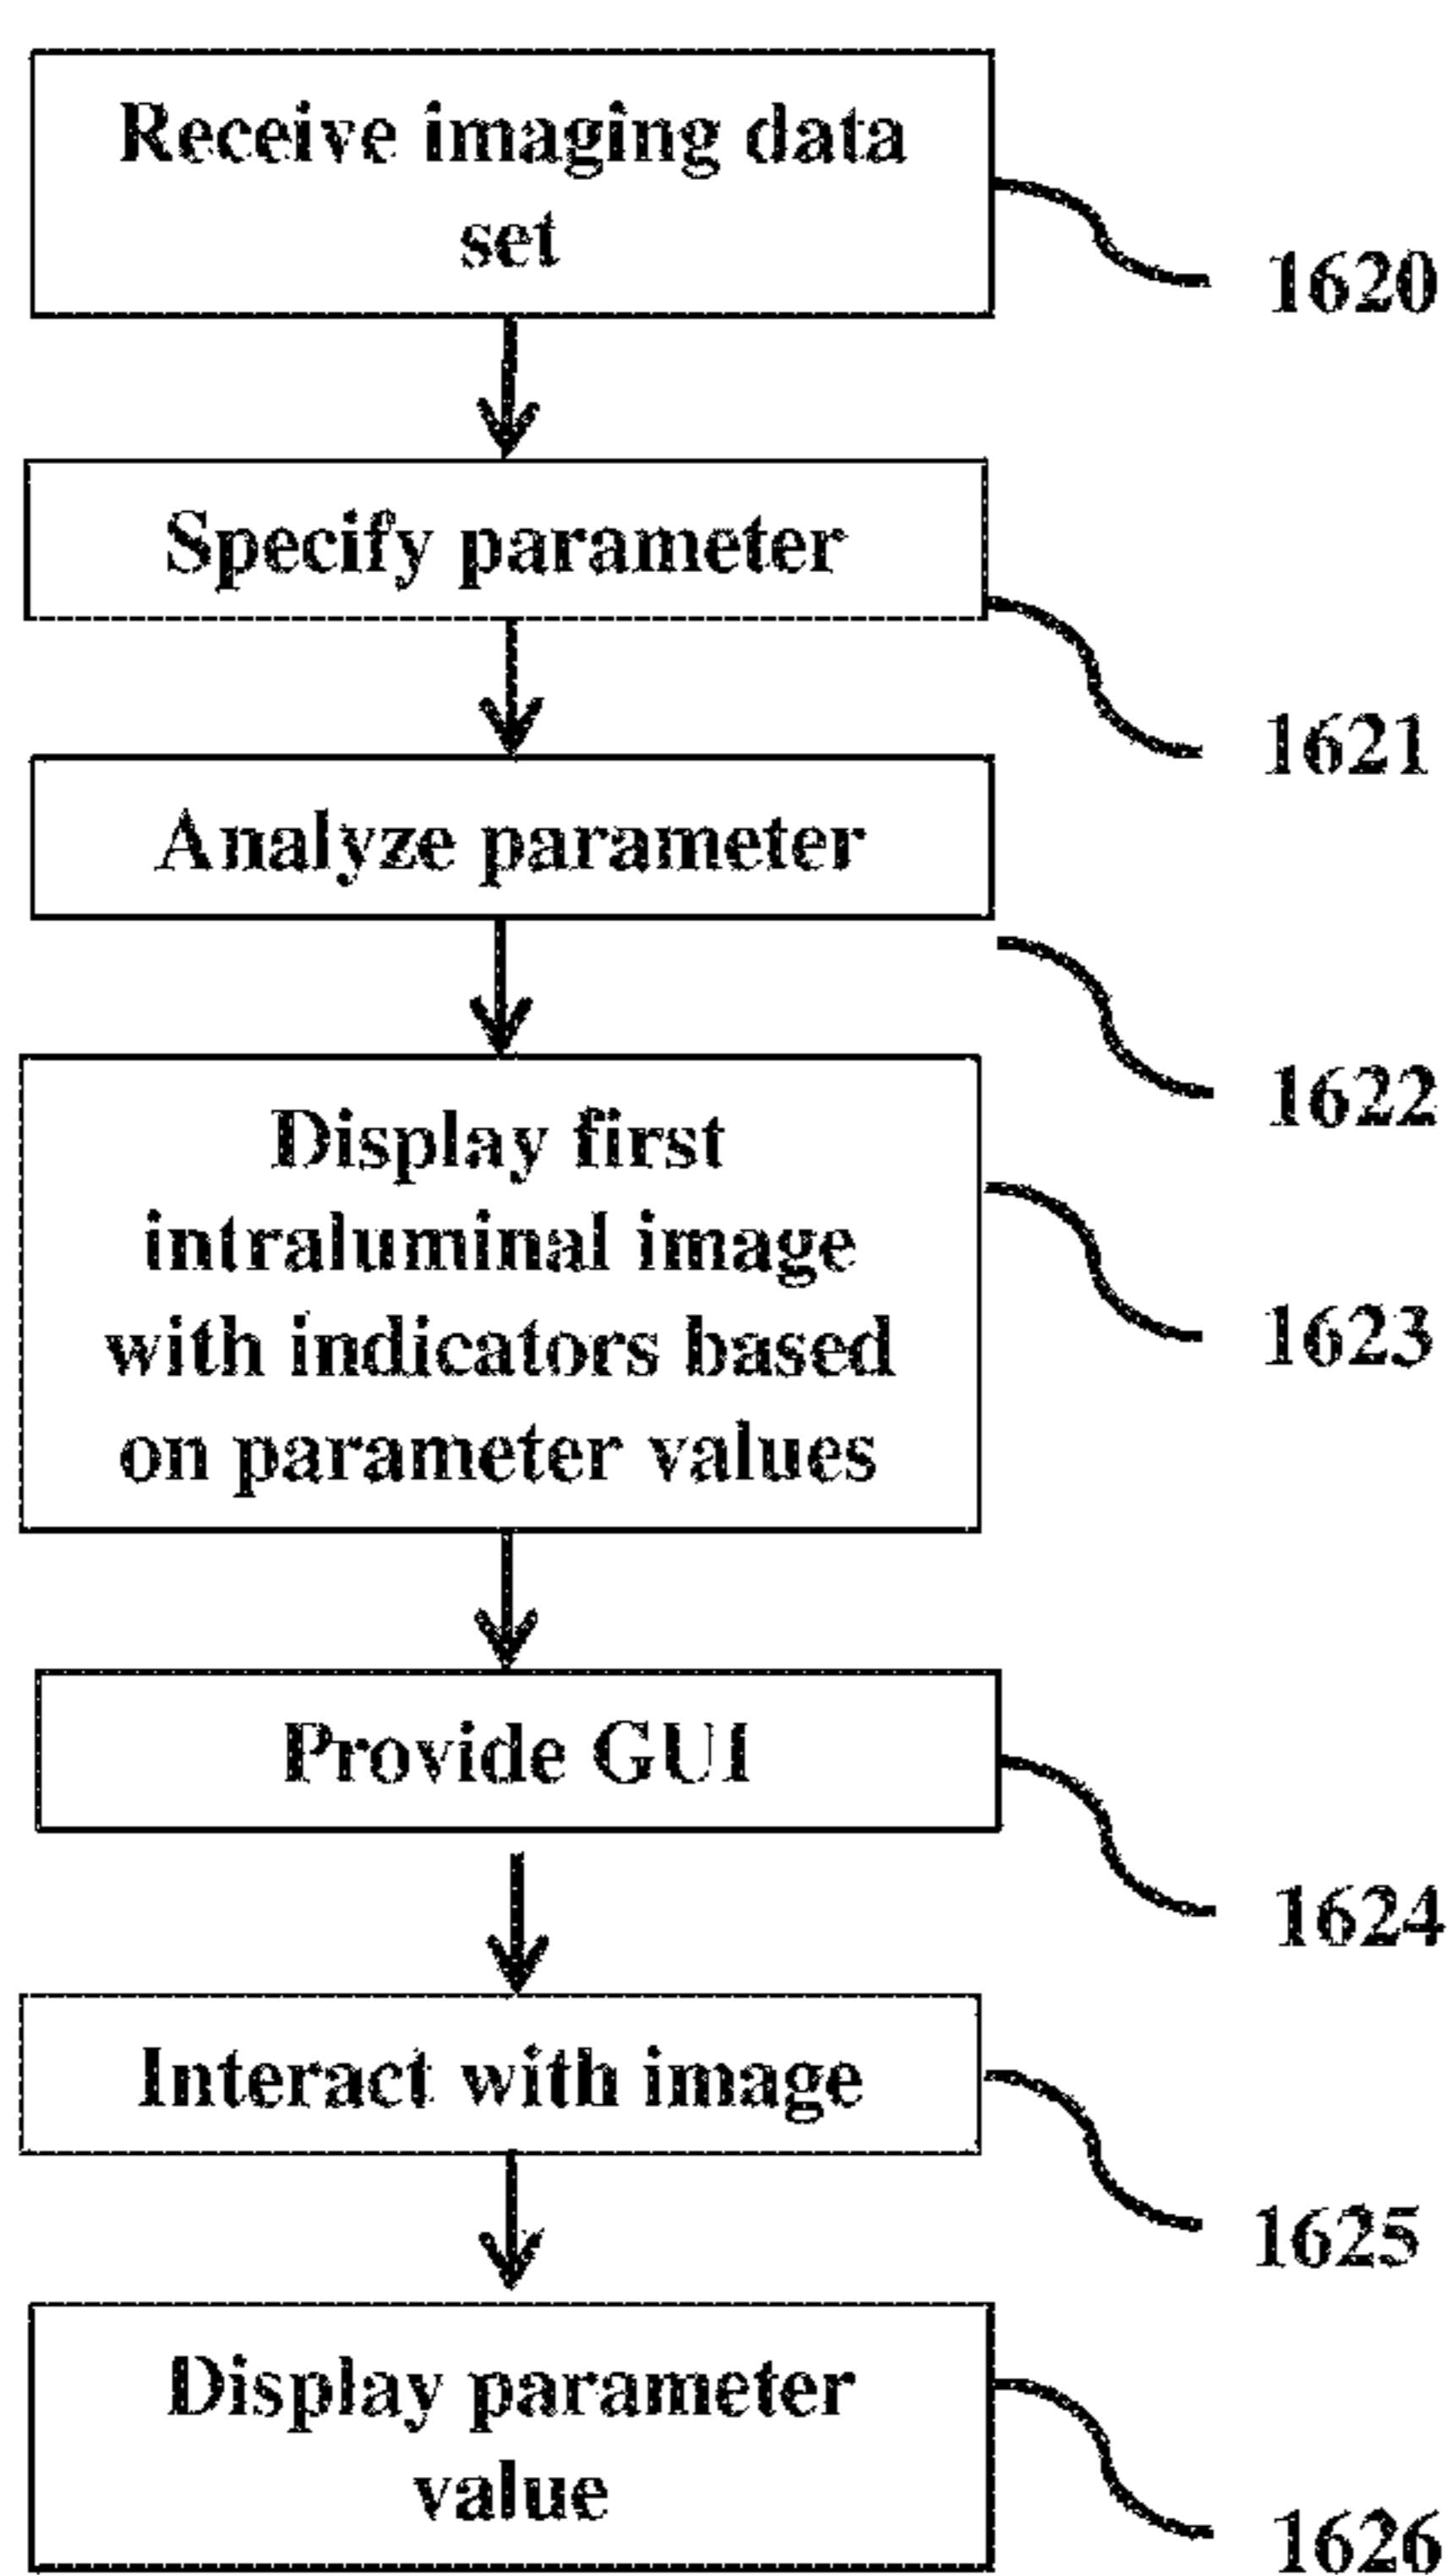 Receive imaging data
set
1620
Specify parameter
1621
Analyze parameter
1622
Display first
intraluminal image
with indicators based
on parameter values
1623
Provide GUI
1624
Interact with image
1625
Display parameter
value
1626